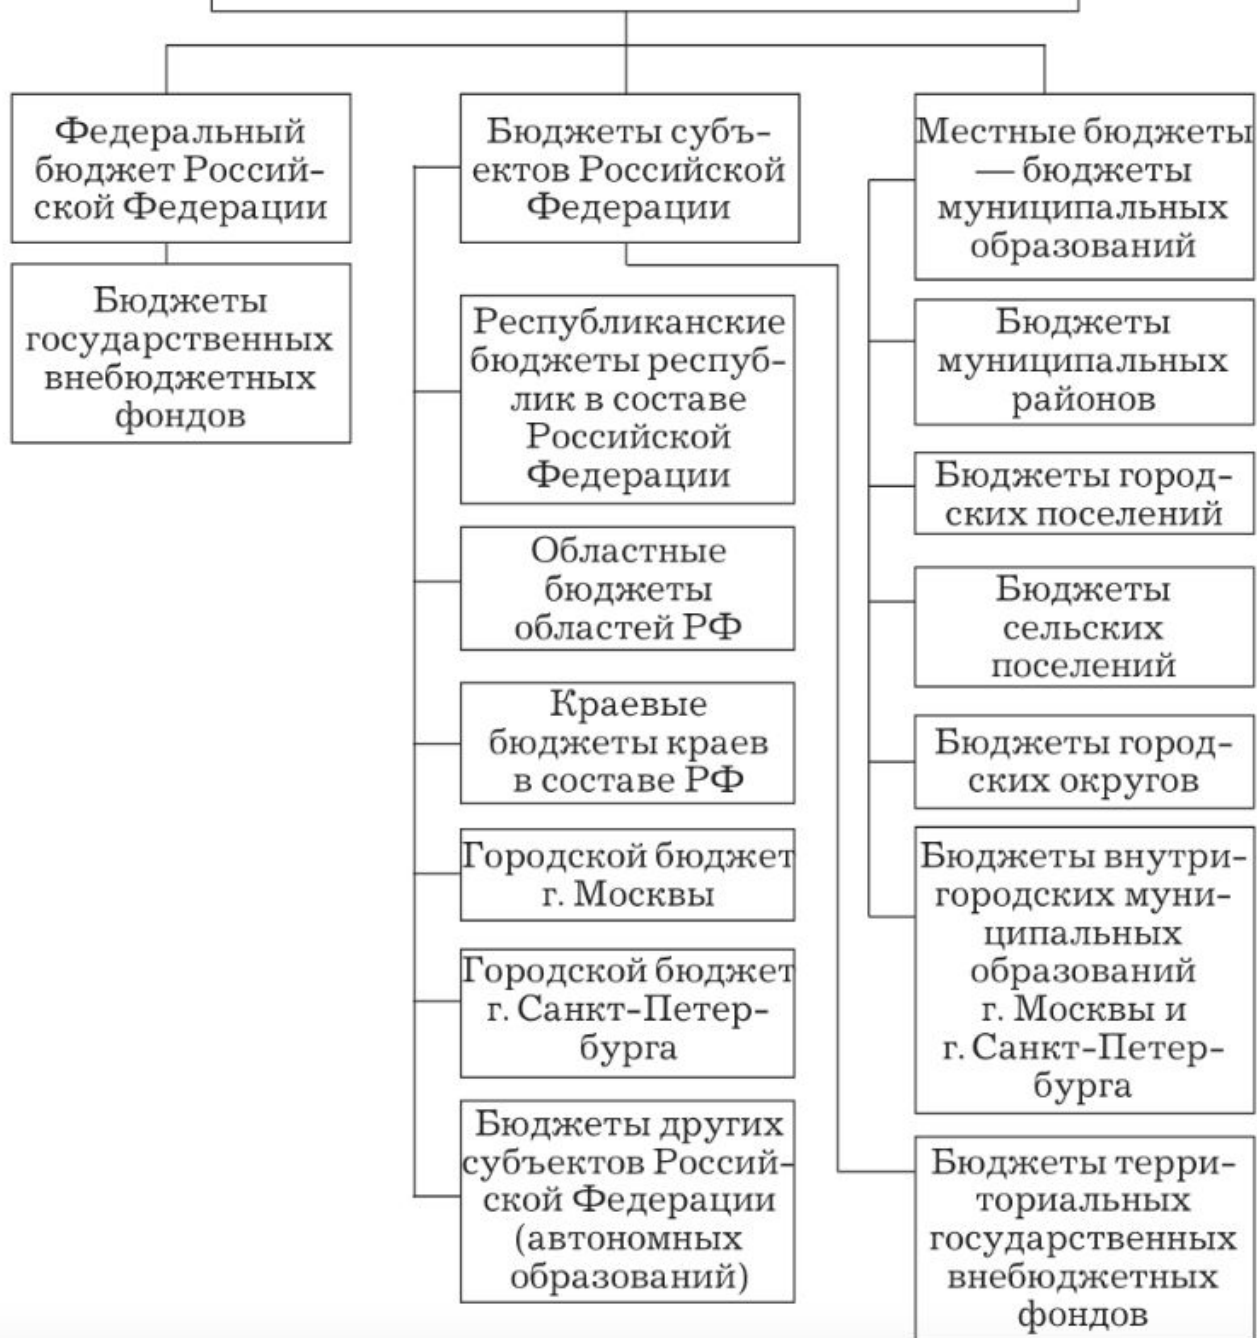 Федеральный
бюджет Россий-
ской Федерации
Бюджеты
государственных
внебюджетных
фондов
Бюджеты субъ-
ектов Российской
Федерации
Республиканские
бюджеты респуб-
лик в составе
Российской
Федерации
Областные
бюджеты
областей РФ
Краевые
бюджеты краев
в составе РФ
Городской бюджет
г. Москвы
Городской бюджет
г. Санкт-Петер-
бурга
Бюджеты других
субъектов Россий-
ской Федерации
(автономных
образований)
Местные бюджеты
— бюджеты
муниципальных
образований
Бюджеты
муниципальных
районов
Бюджеты город-
ских поселений
Бюджеты
сельских
поселений
Бюджеты город-
ских округов
Бюджеты внутри-
городских муни-
ципальных
образований
г. Москвы и
г. Санкт-Петер-
бурга
Бюджеты терри-
ториальных
государственных
внебюджетных
фондов